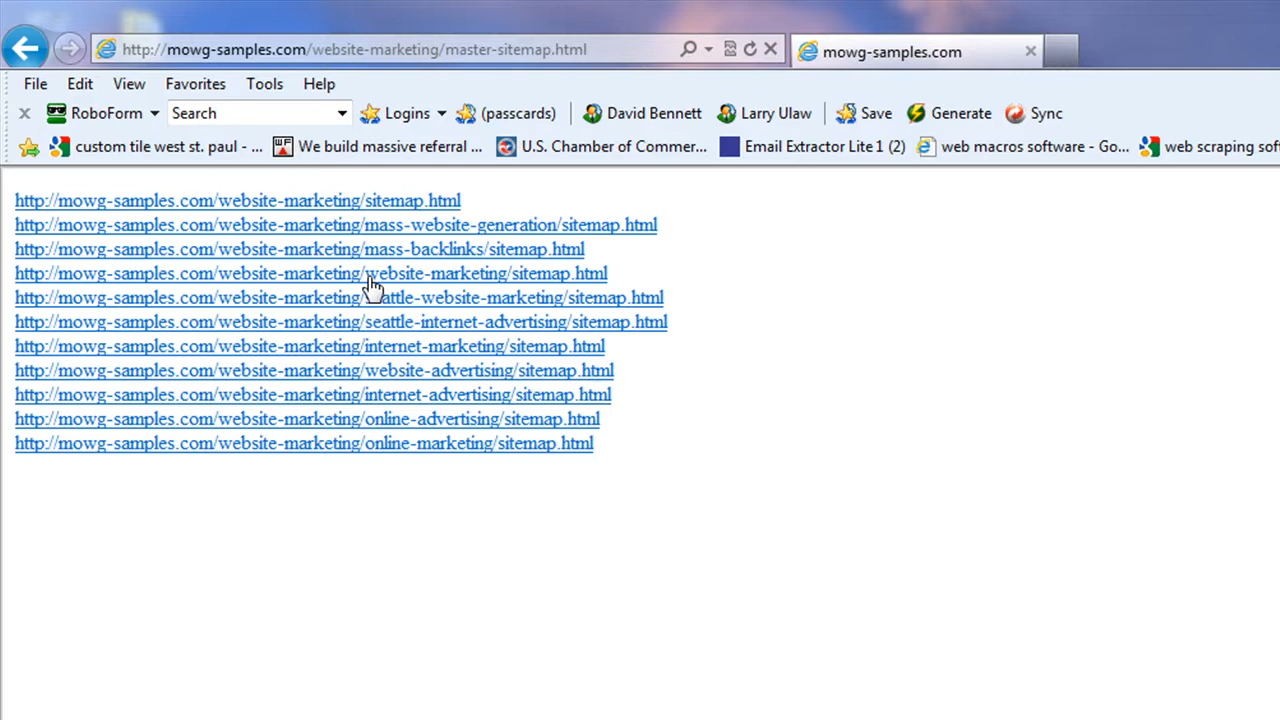 http://mowg-samples.com/website-marketing/master-sitemap.html
mowg-samples.com
File Edit View Favorites Tools Help
RoboForm Search Logins (passcards) David Bennett Larry Ulaw Save Generate Sync
custom tile west st. paul - ... We build massive referral ... U.S. Chamber of Commer... Email Extractor Lite 1 (2) web macros software - Go... web scraping sof
http://mowg-samples.com/website-marketing/sitemap.html
http://mowg-samples.com/website-marketing/mass-website-generation/sitemap.html
http://mowg-samples.com/website-marketing/mass-backlinks/sitemap.html
http://mowg-samples.com/website-marketing/website-marketing/sitemap.html
http://mowg-samples.com/website-marketing/seattle-website-marketing/sitemap.html
http://mowg-samples.com/website-marketing/seattle-internet-advertising/sitemap.html
http://mowg-samples.com/website-marketing/internet-marketing/sitemap.html
http://mowg-samples.com/website-marketing/website-advertising/sitemap.html
http://mowg-samples.com/website-marketing/internet-advertising/sitemap.html
http://mowg-samples.com/website-marketing/online-advertising/sitemap.html
http://mowg-samples.com/website-marketing/online-marketing/sitemap.html